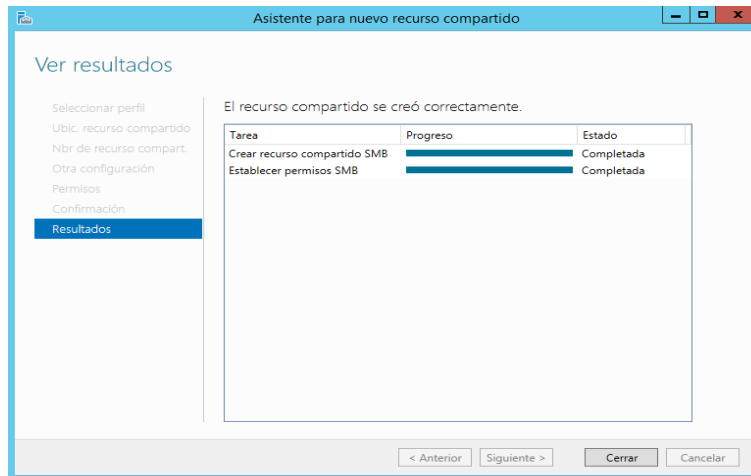 Asistente para nuevo recurso compartido
Ver resultados
Seleccionar perfil
Ubic. recurso compartido
Nbr de recurso compart.
Otra configuración
Permisos
Confirmación
Resultados
El recurso compartido se creó correctamente.
Tarea Progreso Estado
Crear recurso compartido SMB Completada
Establecer permisos SMB Completada
< Anterior Siguiente > Cerrar Cancelar